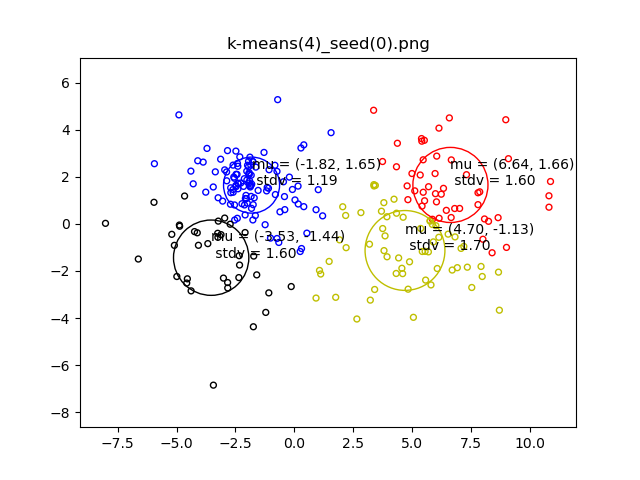 k-means(4)_seed(0).png
6
4
2
0
−2
−4
−6
−8
mu = (-1.82, 1.65)
stdv = 1.19
mu = (6.64, 1.66)
stdv = 1.60
mu = (4.70, -1.13)
stdv = 1.70
mu = (-3.53, -1.44)
stdv = 1.60
−7.5 −5.0 −2.5 0.0 2.5 5.0 7.5 10.0